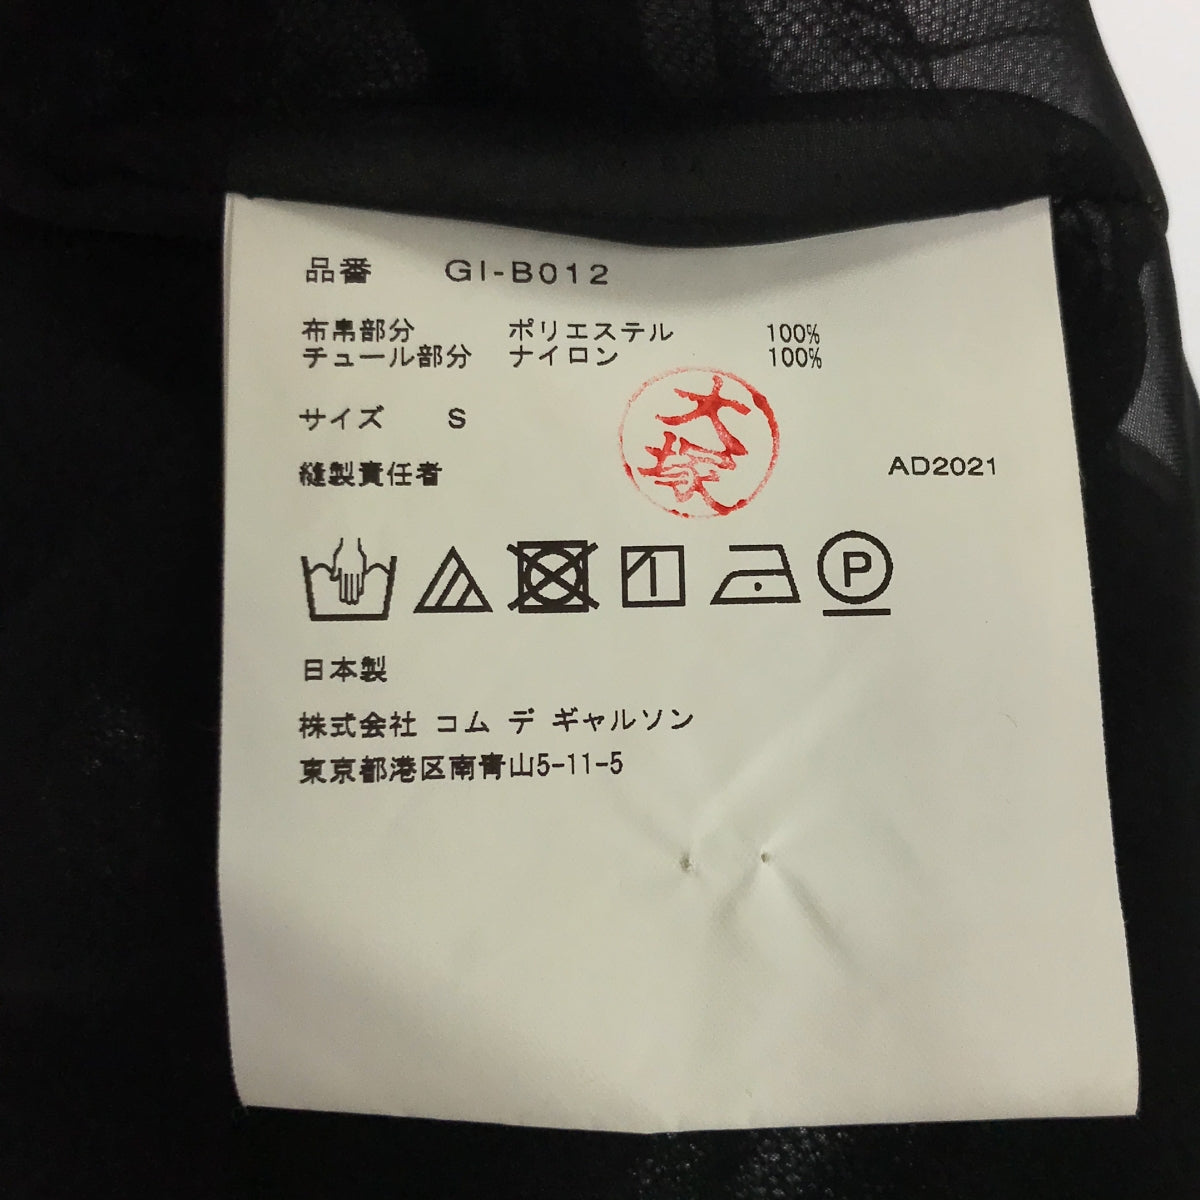 品番 GI-B012
布帛部分 ポリエステル 100%
チュール部分 ナイロン 100%
サイズ S
大塚
縫製責任者 AD2021
P
日本製
株式会社 コム デ ギャルソン
東京都港区南青山5-11-5